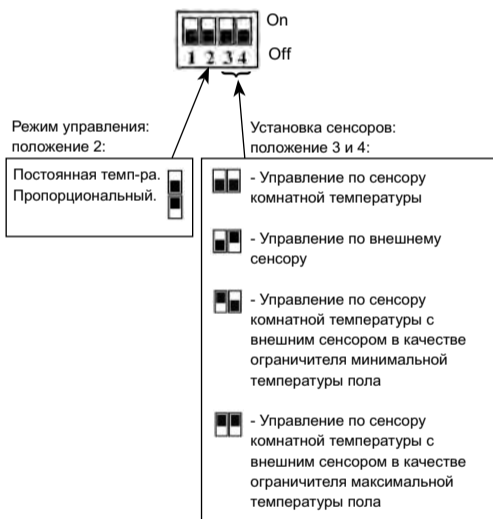 On
1 2 3 4
Off
Режим управления:
положение 2:
Постоянная темп-ра.
Пропорциональный.
Установка сенсоров:
положение 3 и 4:
- Управление по сенсору
комнатной температуры
- Управление по внешнему
сенсору
- Управление по сенсору
комнатной температуры с
внешним сенсором в качестве
ограничителя минимальной
температуры пола
- Управление по сенсору
комнатной температуры с
внешним сенсором в качестве
ограничителя максимальной
температуры пола